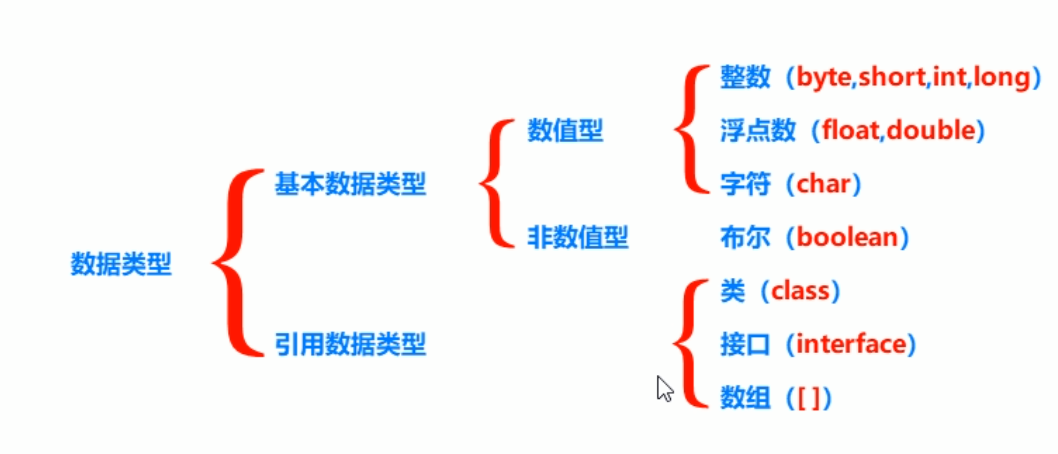 整数（byte,short,int,long）
数值型
浮点数（float,double）
基本数据类型
字符（char）
非数值型
布尔（boolean）
数据类型
类（class）
引用数据类型
接口（interface）
数组（[ ]）